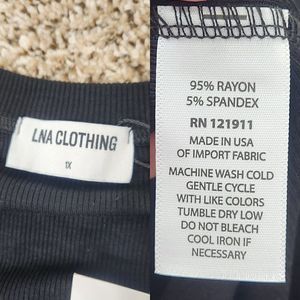 LNA CLOTHING
1X
95% RAYON
5% SPANDEX
RN 121911
MADE IN USA
OF IMPORT FABRIC
MACHINE WASH COLD
GENTLE CYCLE
WITH LIKE COLORS
TUMBLE DRY LOW
DO NOT BLEACH
COOL IRON IF
NECESSARY